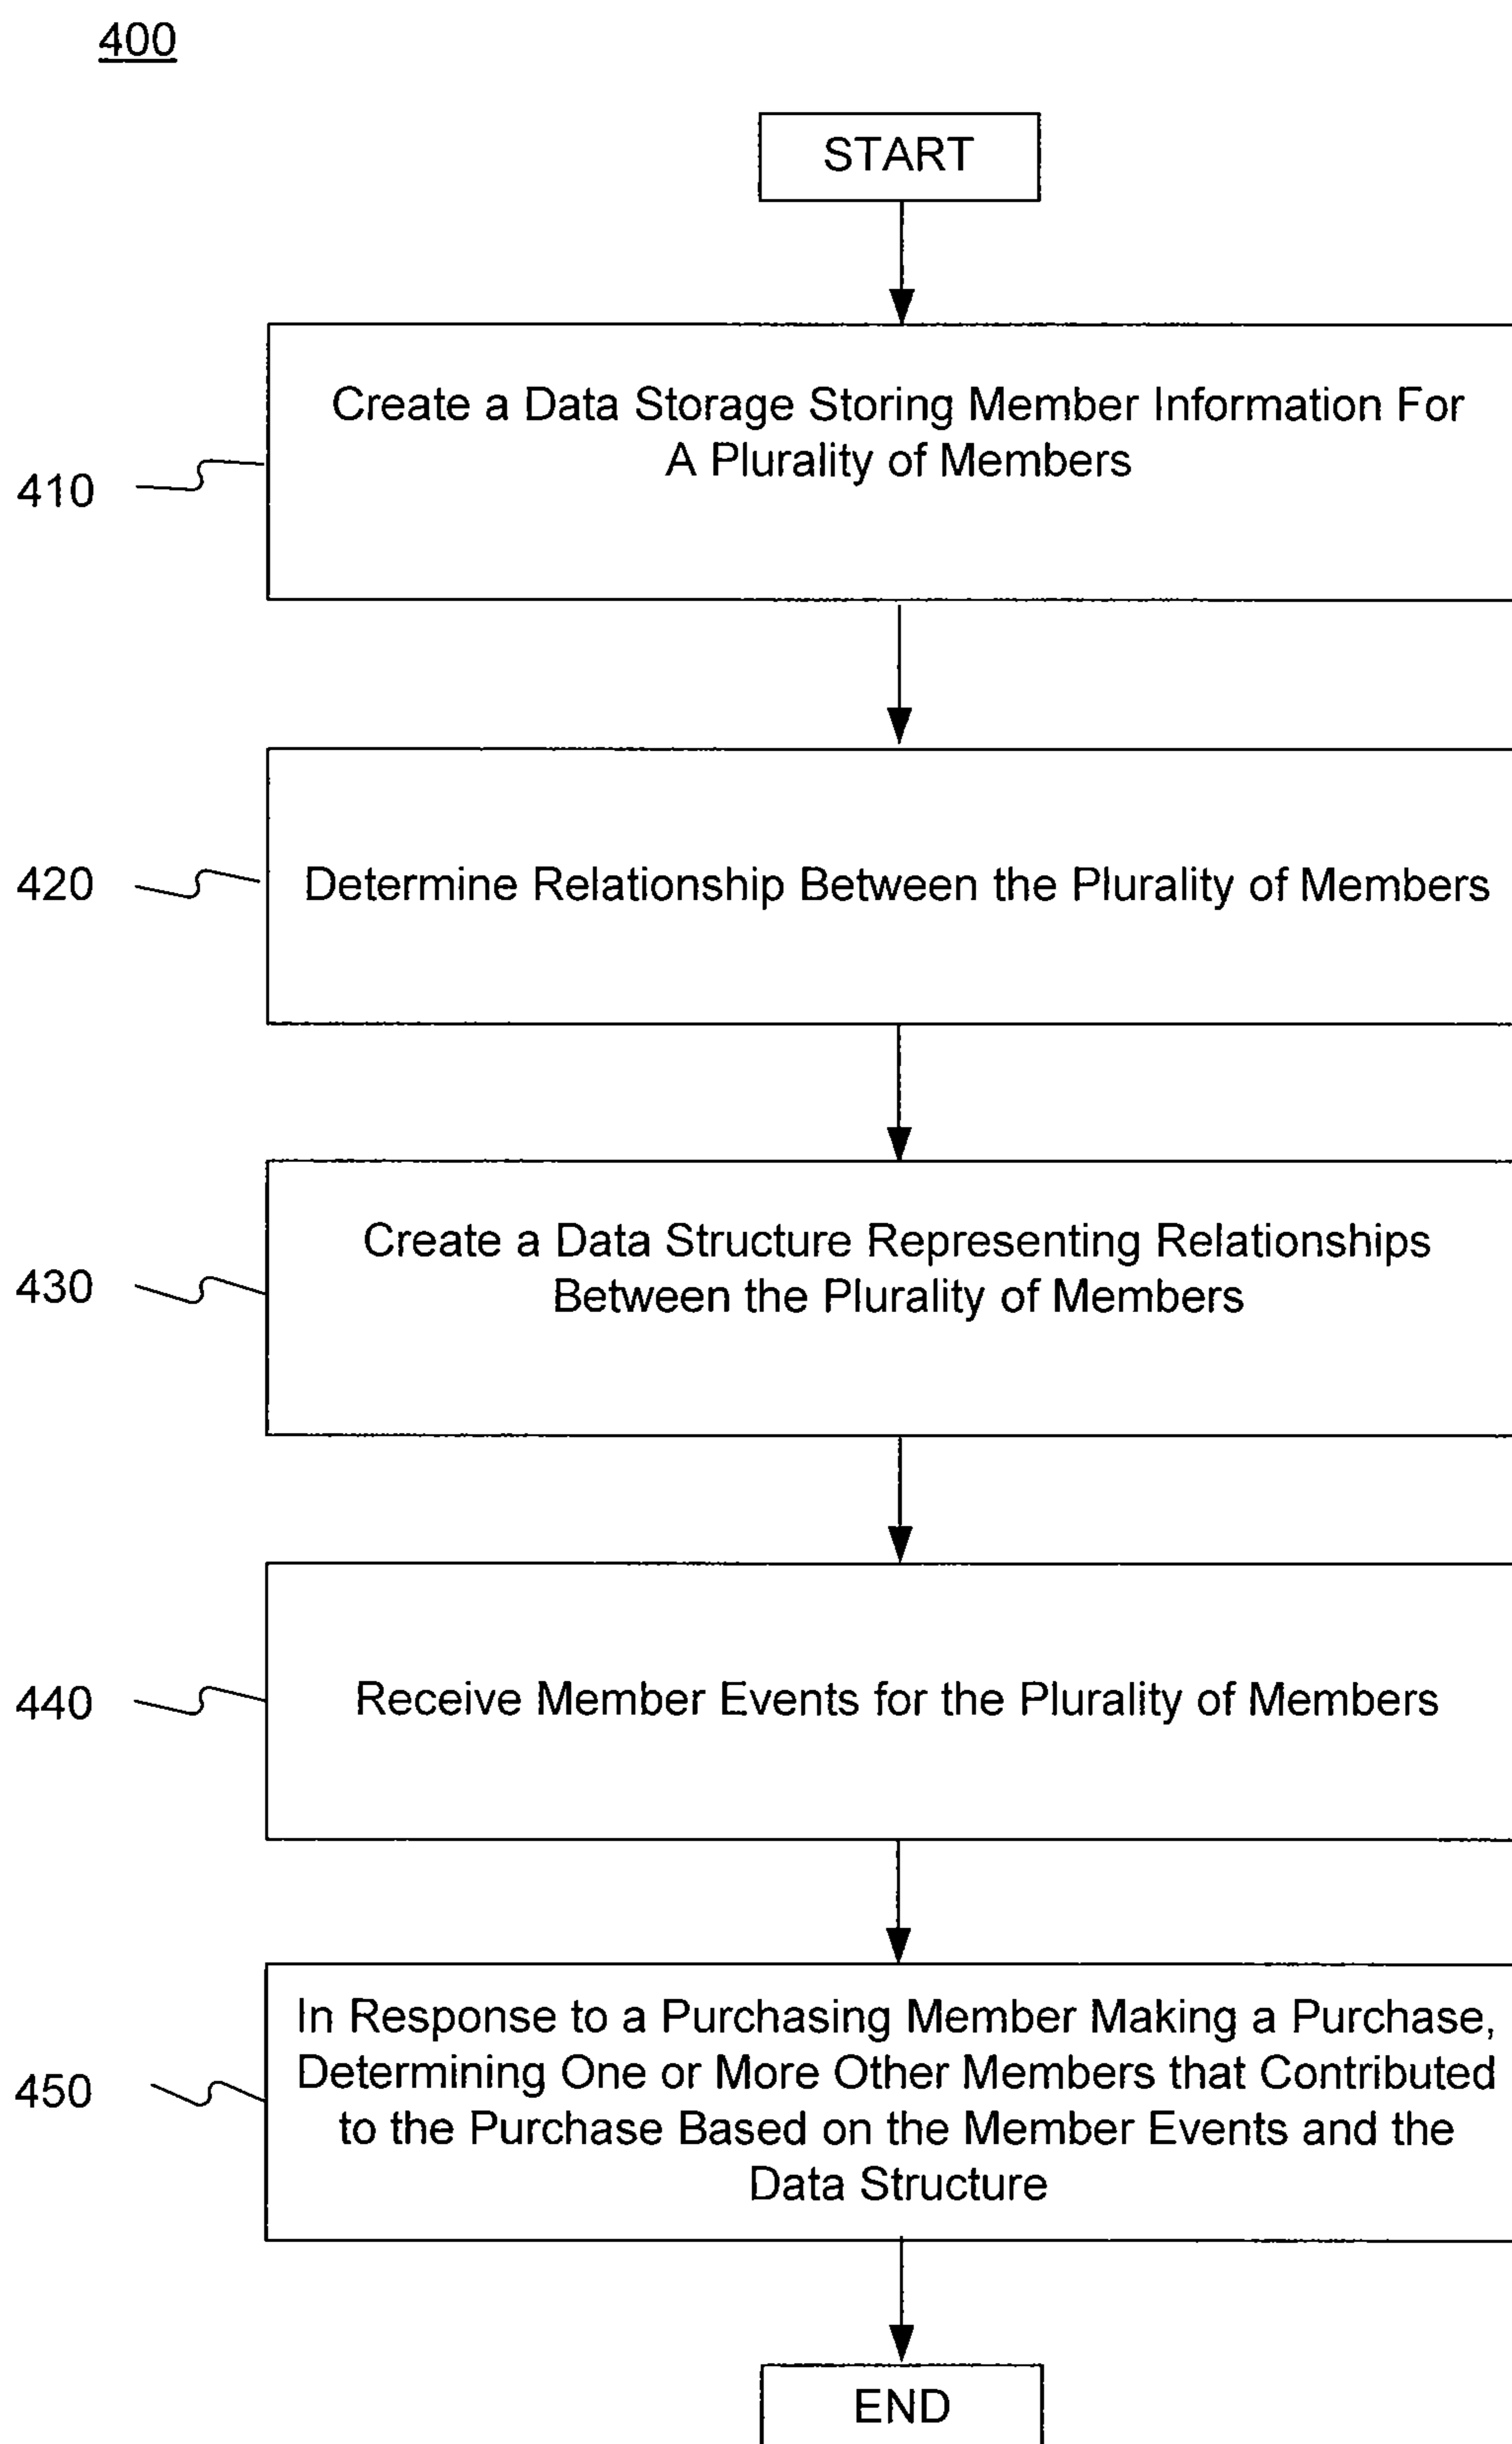 400
START
Create a Data Storage Storing Member Information For
A Plurality of Members
410
420
Determine Relationship Between the Plurality of Members
Create a Data Structure Representing Relationships
Between the Plurality of Members
430
440
Receive Member Events for the Plurality of Members
In Response to a Purchasing Member Making a Purchase,
Determining One or More Other Members that Contributed
to the Purchase Based on the Member Events and the
Data Structure
450
END